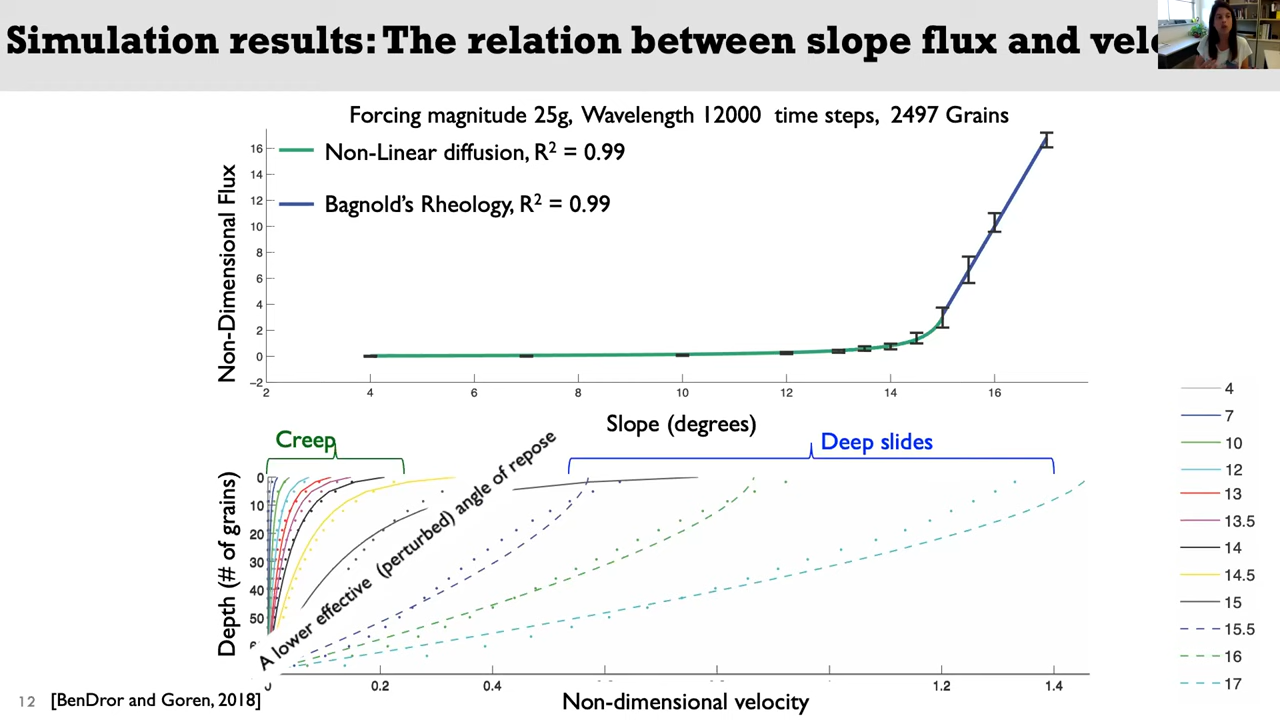 Simulation results: The relation between slope flux and velo
Forcing magnitude 25g, Wavelength 12000 time steps, 2497 Grains
Non-Linear diffusion, R² = 0.99
Bagnold's Rheology, R² = 0.99
Non-Dimensional Flux
16
14
12
10
8
6
4
2
0
−2
2 4 6 8 10 12 14 16
Slope (degrees)
Creep
Deep slides
A lower effective (perturbed) angle of repose
Depth (# of grains)
0
10
20
30
40
50
0 0.2 0.4 1.2 1.4
Non-dimensional velocity
4
7
10
12
13
13.5
14
14.5
15
15.5
16
17
12 [BenDror and Goren, 2018]